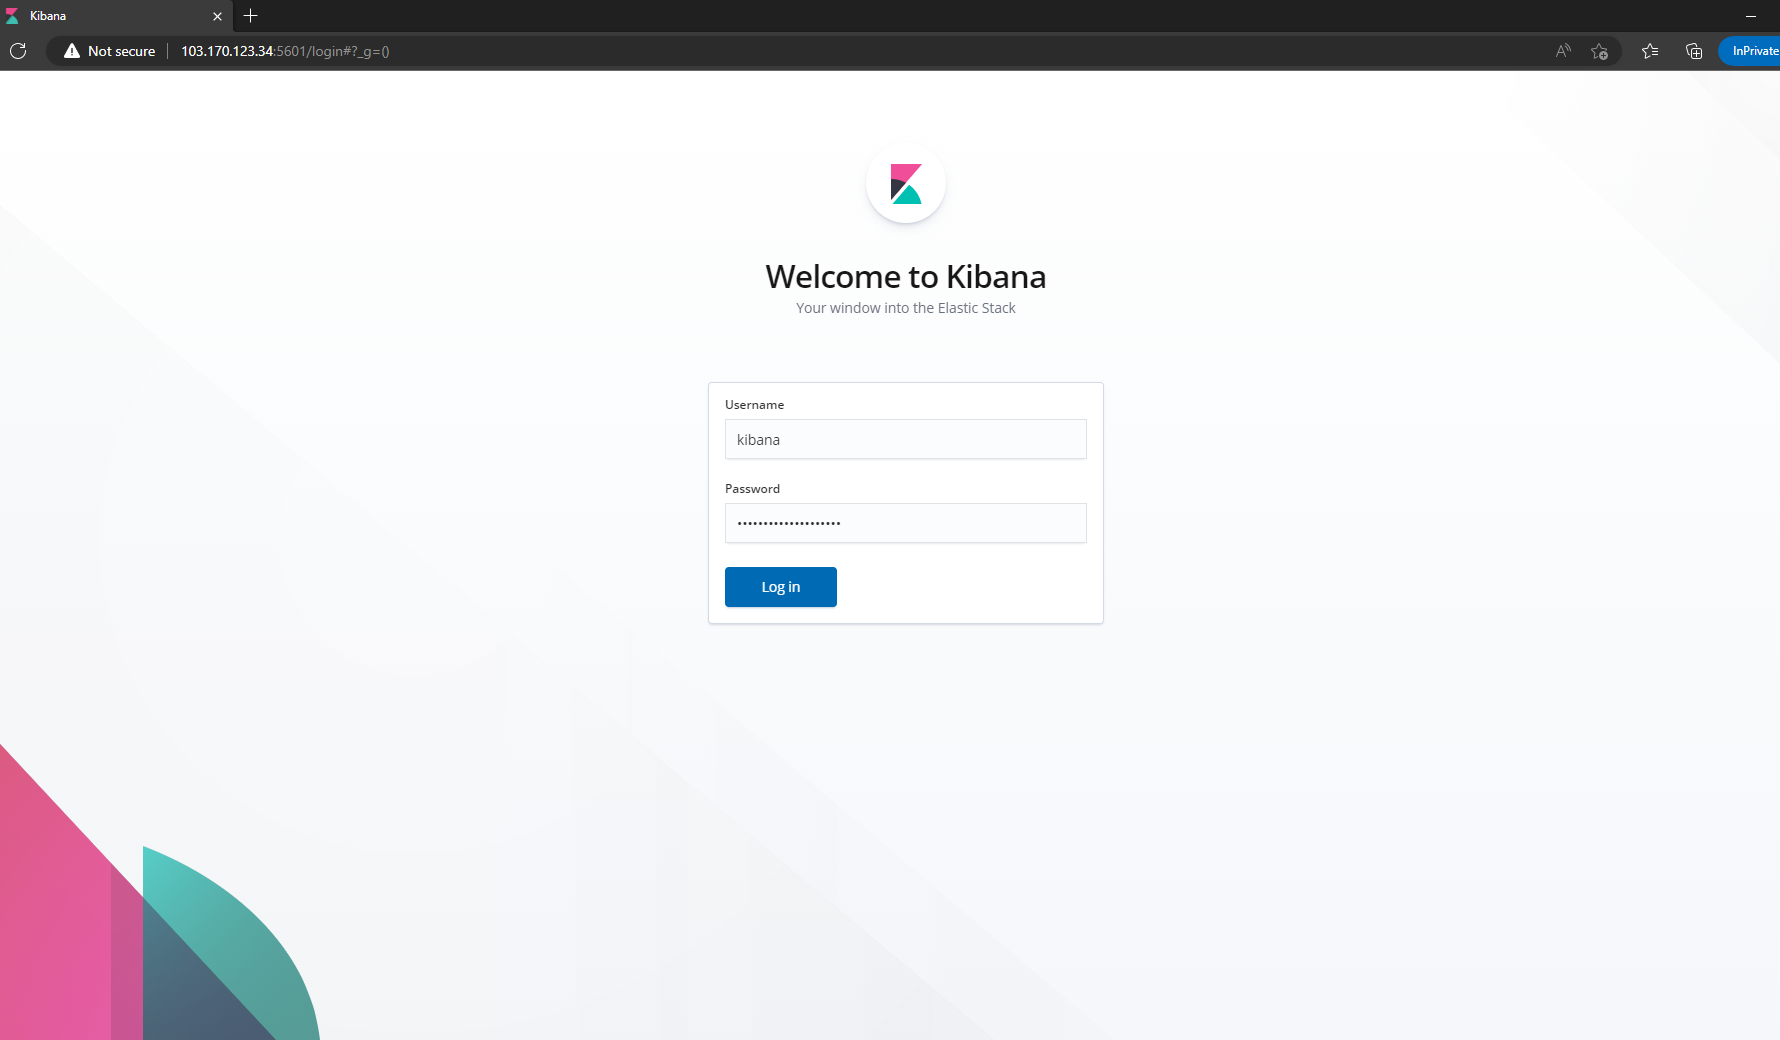 Kibana
Not secure
103.170.123.34:5601/login#?_g=()
InPrivate
Welcome to Kibana
Your window into the Elastic Stack
Username
kibana
Password
••••••••••••••••••••
Log in